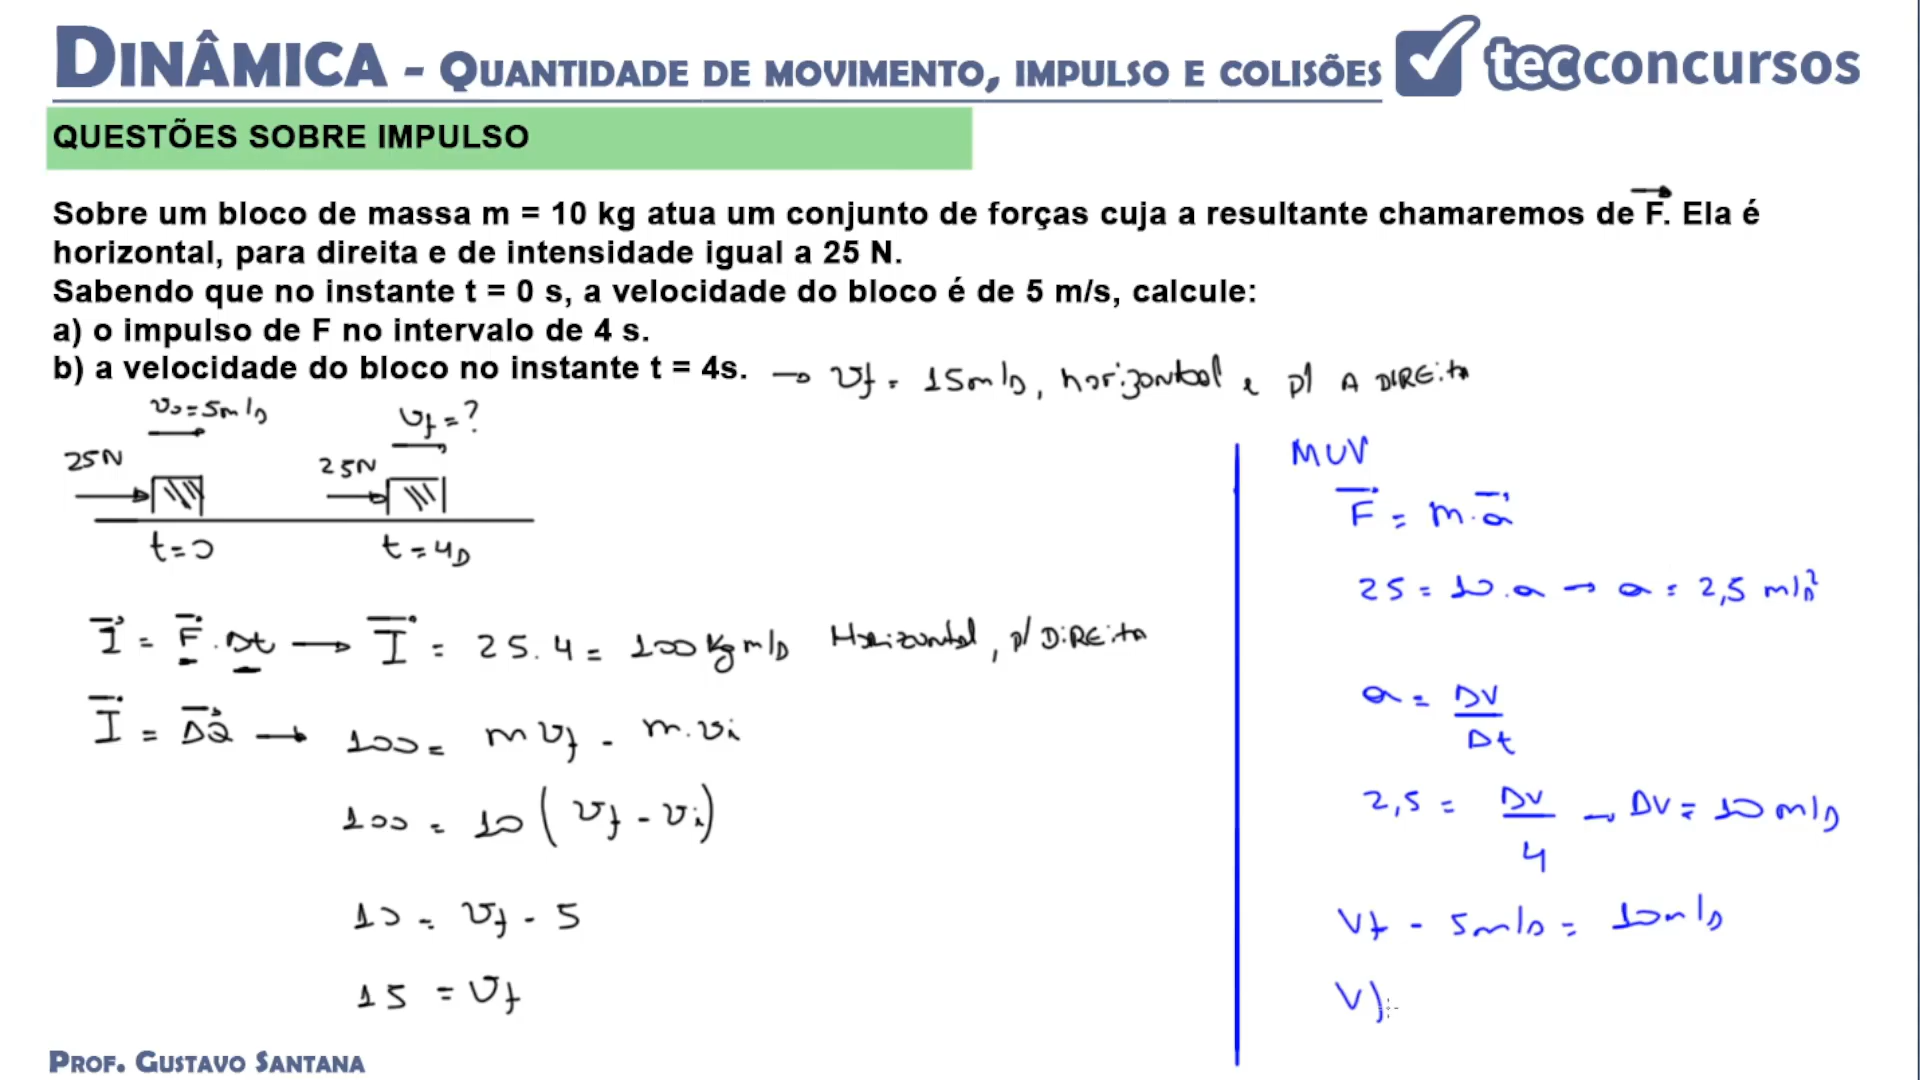 DINÂMICA - QUANTIDADE DE MOVIMENTO, IMPULSO E COLISÕES
tecconcursos
QUESTÕES SOBRE IMPULSO
Sobre um bloco de massa m = 10 kg atua um conjunto de forças cuja a resultante chamaremos de F. Ela é
horizontal, para direita e de intensidade igual a 25 N.
Sabendo que no instante t = 0 s, a velocidade do bloco é de 5 m/s, calcule:
a) o impulso de F no intervalo de 4 s.
b) a velocidade do bloco no instante t = 4s. → vf = 15m/s, horizontal e p/ A DIREitA
v0=5m/s
vf=?
25N
25N
t=0
t=4s
I = F.Δt → I = 25.4 = 100kgm/s Horizontal, p/ DiREitA
I = ΔQ → 100 = mvf - m.vi
100 = 10(vf - vi)
10 = vf - 5
15 = vf
MUV
F = m.a
25 = 10.a → a = 2,5 m/s²
a = ΔV/Δt
2,5 = ΔV/4 → ΔV = 10m/s
Vf - 5m/s = 10m/s
Vf
PROF. GUSTAVO SANTANA